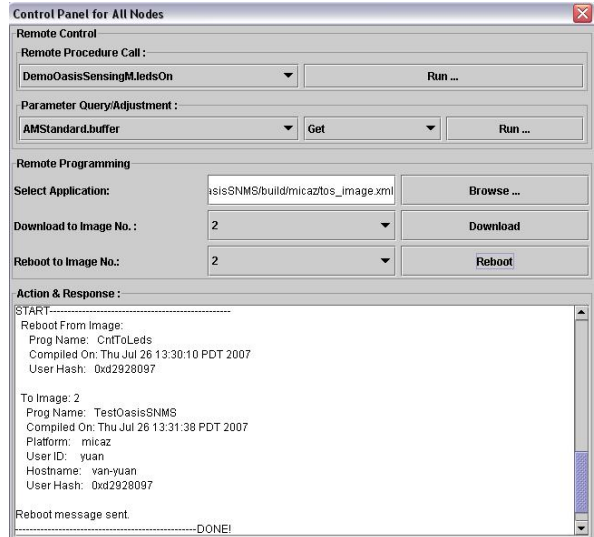 Control Panel for All Nodes
Remote Control
Remote Procedure Call :
DemoOasisSensingM.ledsOn
Run ...
Parameter Query/Adjustment :
AMStandard.buffer
Get
Run ...
Remote Programming
Select Application:
asisSNMS/build/micaz/tos_image.xml
Browse ...
Download to Image No. :
2
Download
Reboot to Image No.:
2
Reboot
Action & Response :
START--------------------------------------------------
Reboot From Image:
Prog Name: CntToLeds
Compiled On: Thu Jul 26 13:30:10 PDT 2007
User Hash: 0xd2928097
To Image: 2
Prog Name: TestOasisSNMS
Compiled On: Thu Jul 26 13:31:38 PDT 2007
Platform: micaz
User ID: yuan
Hostname: van-yuan
User Hash: 0xd2928097
Reboot message sent.
--------------------------------------------------DONE!